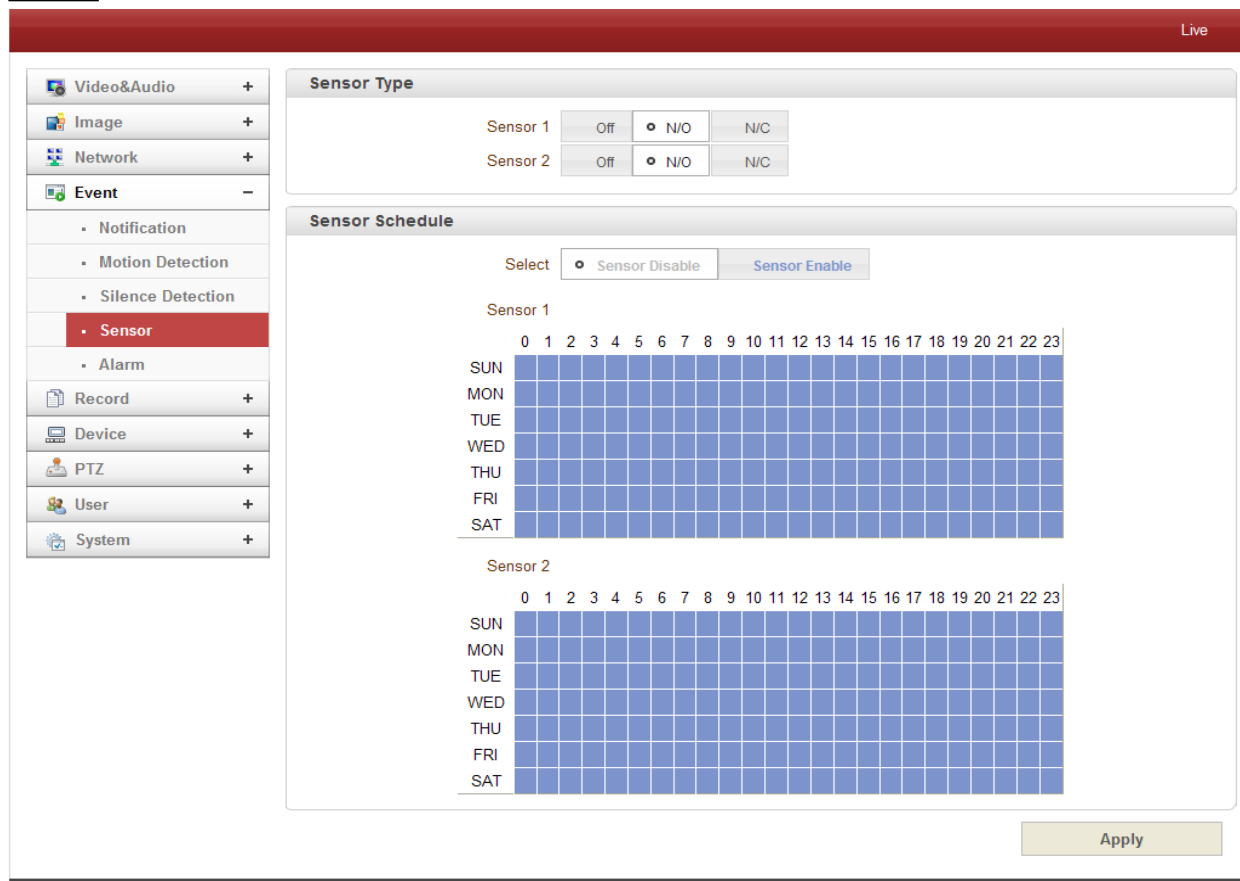 Live
Video&Audio +
Image +
Network +
Event −
Notification
Motion Detection
Silence Detection
Sensor
Alarm
Record +
Device +
PTZ +
User +
System +
Sensor Type
Sensor 1 Off N/O N/C
Sensor 2 Off N/O N/C
Sensor Schedule
Select Sensor Disable Sensor Enable
Sensor 1
0 1 2 3 4 5 6 7 8 9 10 11 12 13 14 15 16 17 18 19 20 21 22 23
SUN
MON
TUE
WED
THU
FRI
SAT
Sensor 2
0 1 2 3 4 5 6 7 8 9 10 11 12 13 14 15 16 17 18 19 20 21 22 23
SUN
MON
TUE
WED
THU
FRI
SAT
Apply